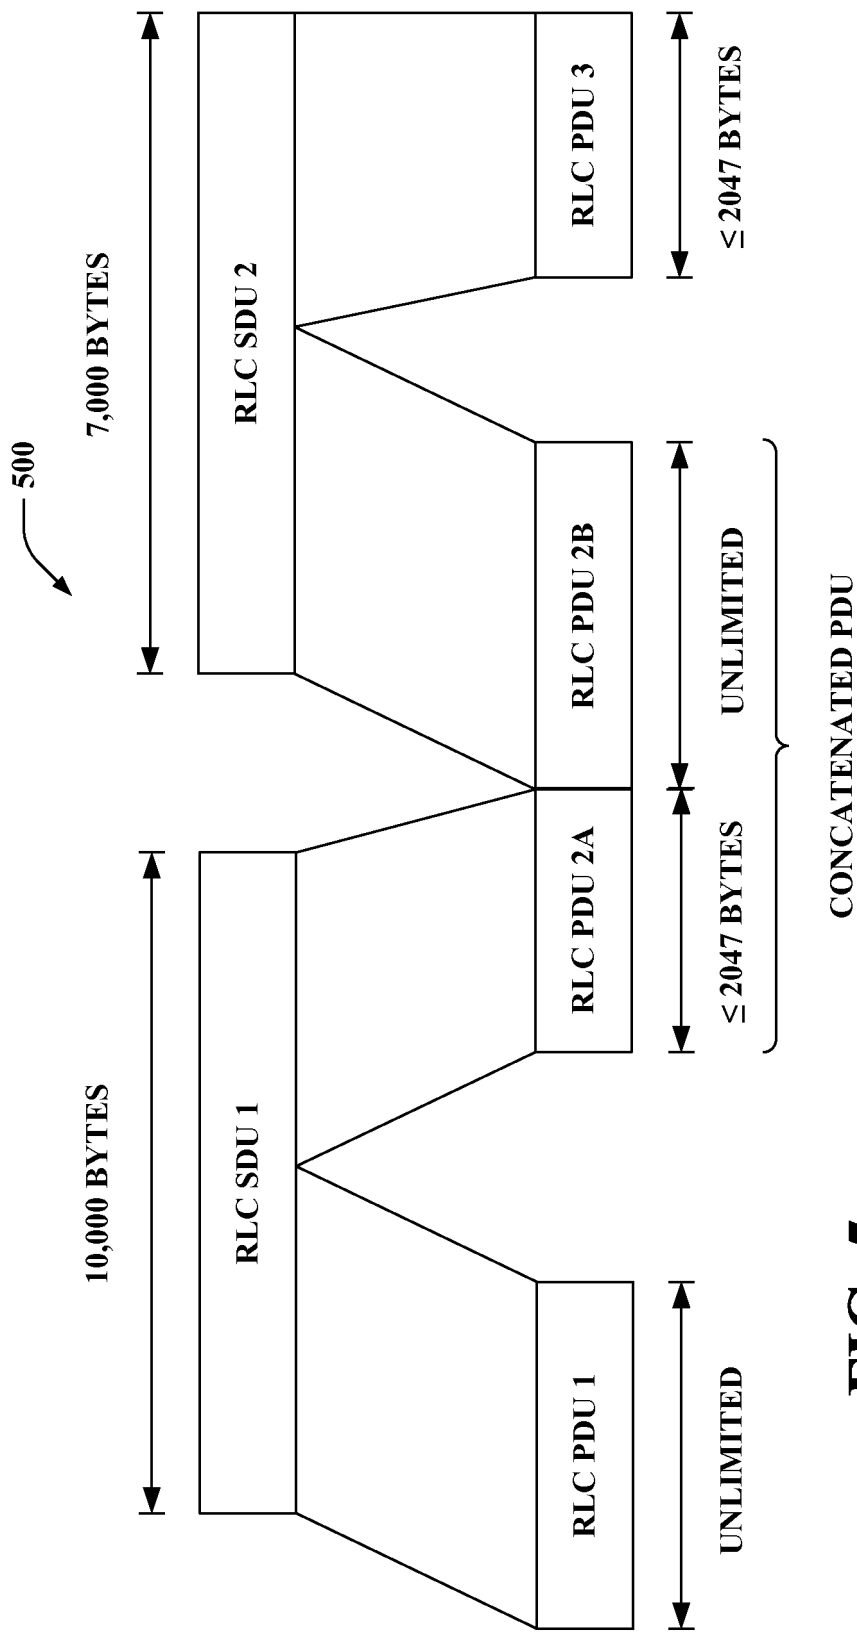 500
10,000 BYTES
7,000 BYTES
RLC SDU 1
RLC SDU 2
RLC PDU 1
RLC PDU 2A
RLC PDU 2B
RLC PDU 3
UNLIMITED
≤ 2047 BYTES
UNLIMITED
≤ 2047 BYTES
CONCATENATED PDU